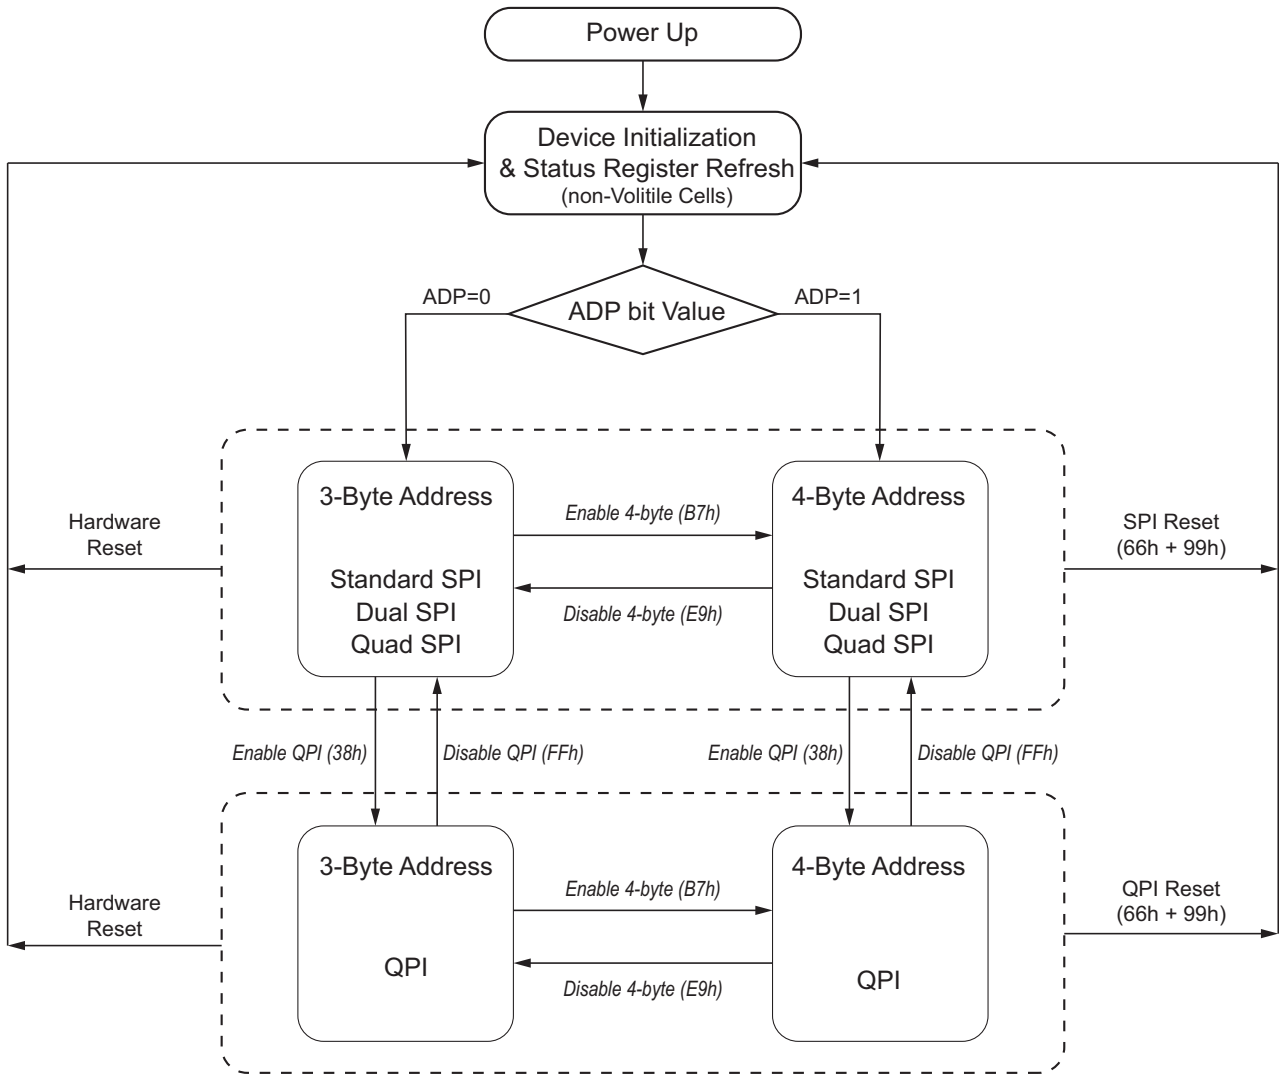 Power Up
Device Initialization
& Status Register Refresh
(non-Volitile Cells)
ADP=0
ADP bit Value
ADP=1
3-Byte Address
Standard SPI
Dual SPI
Quad SPI
Enable 4-byte (B7h)
Disable 4-byte (E9h)
4-Byte Address
Standard SPI
Dual SPI
Quad SPI
Hardware
Reset
SPI Reset
(66h + 99h)
Enable QPI (38h)
Disable QPI (FFh)
Enable QPI (38h)
Disable QPI (FFh)
3-Byte Address
QPI
Enable 4-byte (B7h)
Disable 4-byte (E9h)
4-Byte Address
QPI
Hardware
Reset
QPI Reset
(66h + 99h)